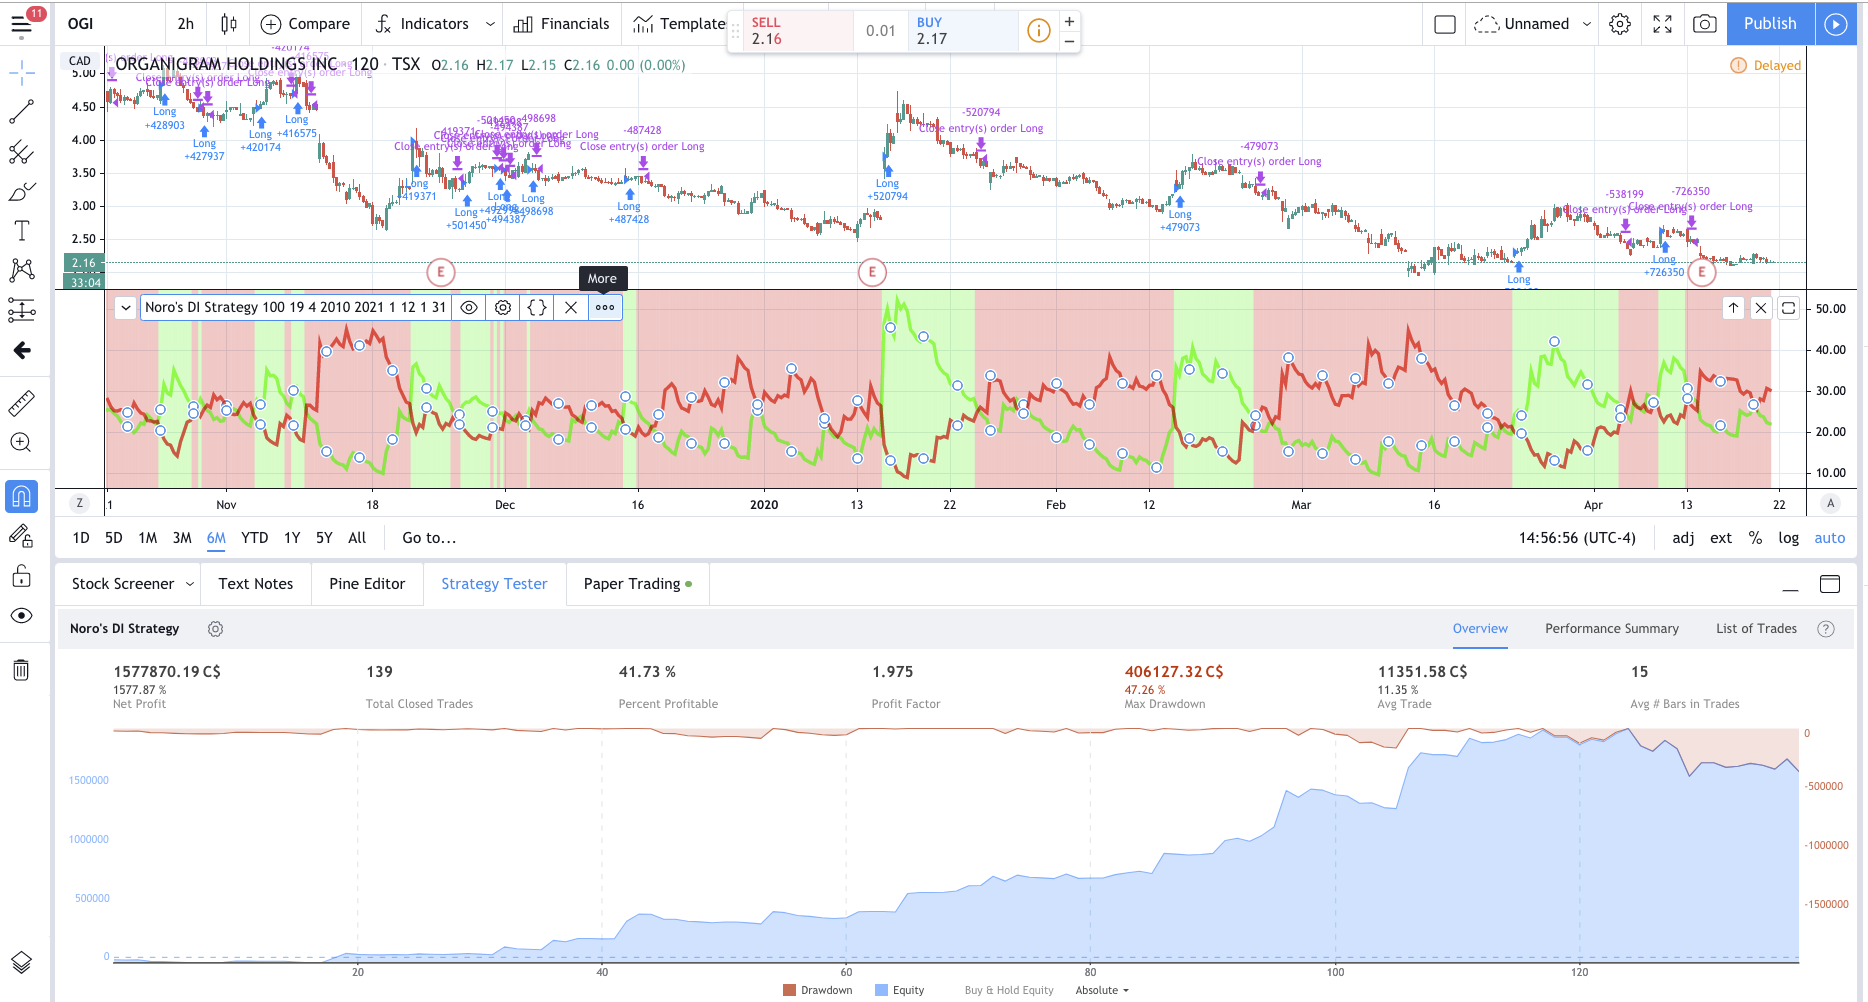 11
OGI
2h
Compare
Indicators
Financials
Template
SELL
2.16
0.01
BUY
2.17
Unnamed
Publish
CAD
ORGANIGRAM HOLDINGS INC · 120 · TSX O2.16 H2.17 L2.15 C2.16 0.00 (0.00%)
Delayed
5.00
4.50
4.00
3.50
3.00
2.50
2.16
33:04
-420174
Long
+428903
Long
+427937
Long
+420174
Long
+416575
-498698
-487428
Close entry(s) order Long
Long
+501450
+494387
Long
+498698
Long
+487428
-520794
Close entry(s) order Long
Long
+520794
-479073
Close entry(s) order Long
Long
+479073
-538199
-726350
Close entry(s) order Long
Long
Long
+726350
E
E
E
More
Noro's DI Strategy 100 19 4 2010 2021 1 12 1 31
50.00
40.00
30.00
20.00
10.00
Z
Nov
18
Dec
16
2020
13
22
Feb
12
Mar
16
Apr
13
22
A
1D 5D 1M 3M 6M YTD 1Y 5Y All Go to...
14:56:56 (UTC-4) adj ext % log auto
Stock Screener
Text Notes
Pine Editor
Strategy Tester
Paper Trading
Noro's DI Strategy
Overview
Performance Summary
List of Trades
?
1577870.19 C$
1577.87 %
Net Profit
139
Total Closed Trades
41.73 %
Percent Profitable
1.975
Profit Factor
406127.32 C$
47.26 %
Max Drawdown
11351.58 C$
11.35 %
Avg Trade
15
Avg # Bars in Trades
1500000
1000000
500000
0
0
-500000
-1000000
-1500000
20
40
60
80
100
120
Drawdown
Equity
Buy & Hold Equity
Absolute